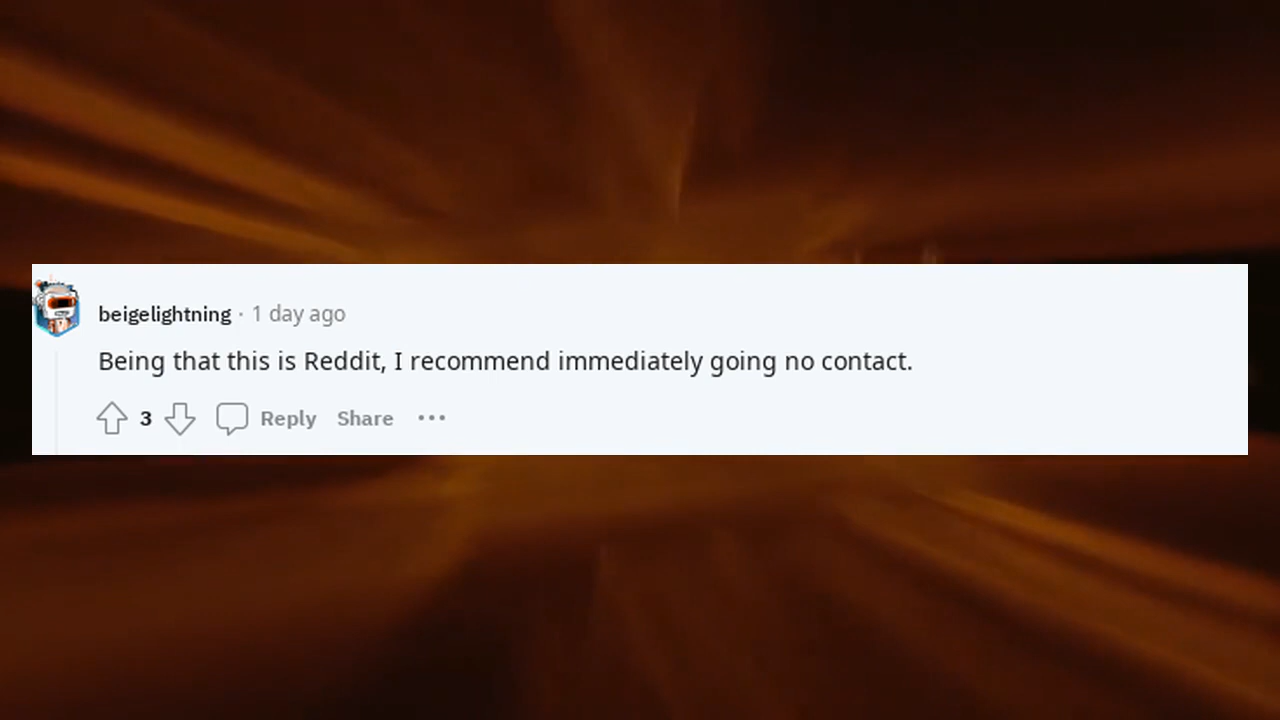 beigelightning · 1 day ago
Being that this is Reddit, I recommend immediately going no contact.
3 Reply Share ···